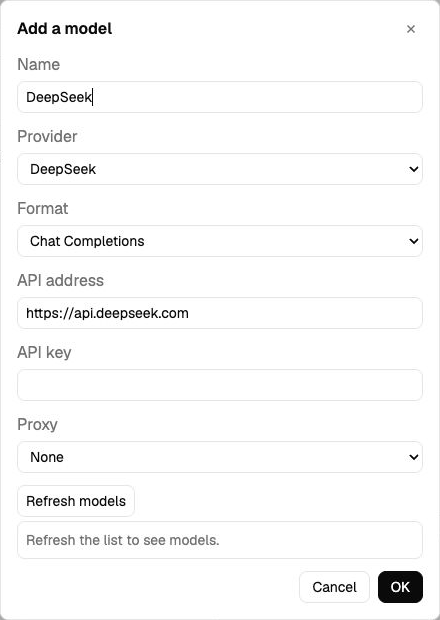 Add a model ×
Name
DeepSeek
Provider
DeepSeek
Format
Chat Completions
API address
https://api.deepseek.com
API key
Proxy
None
Refresh models
Refresh the list to see models.
Cancel OK